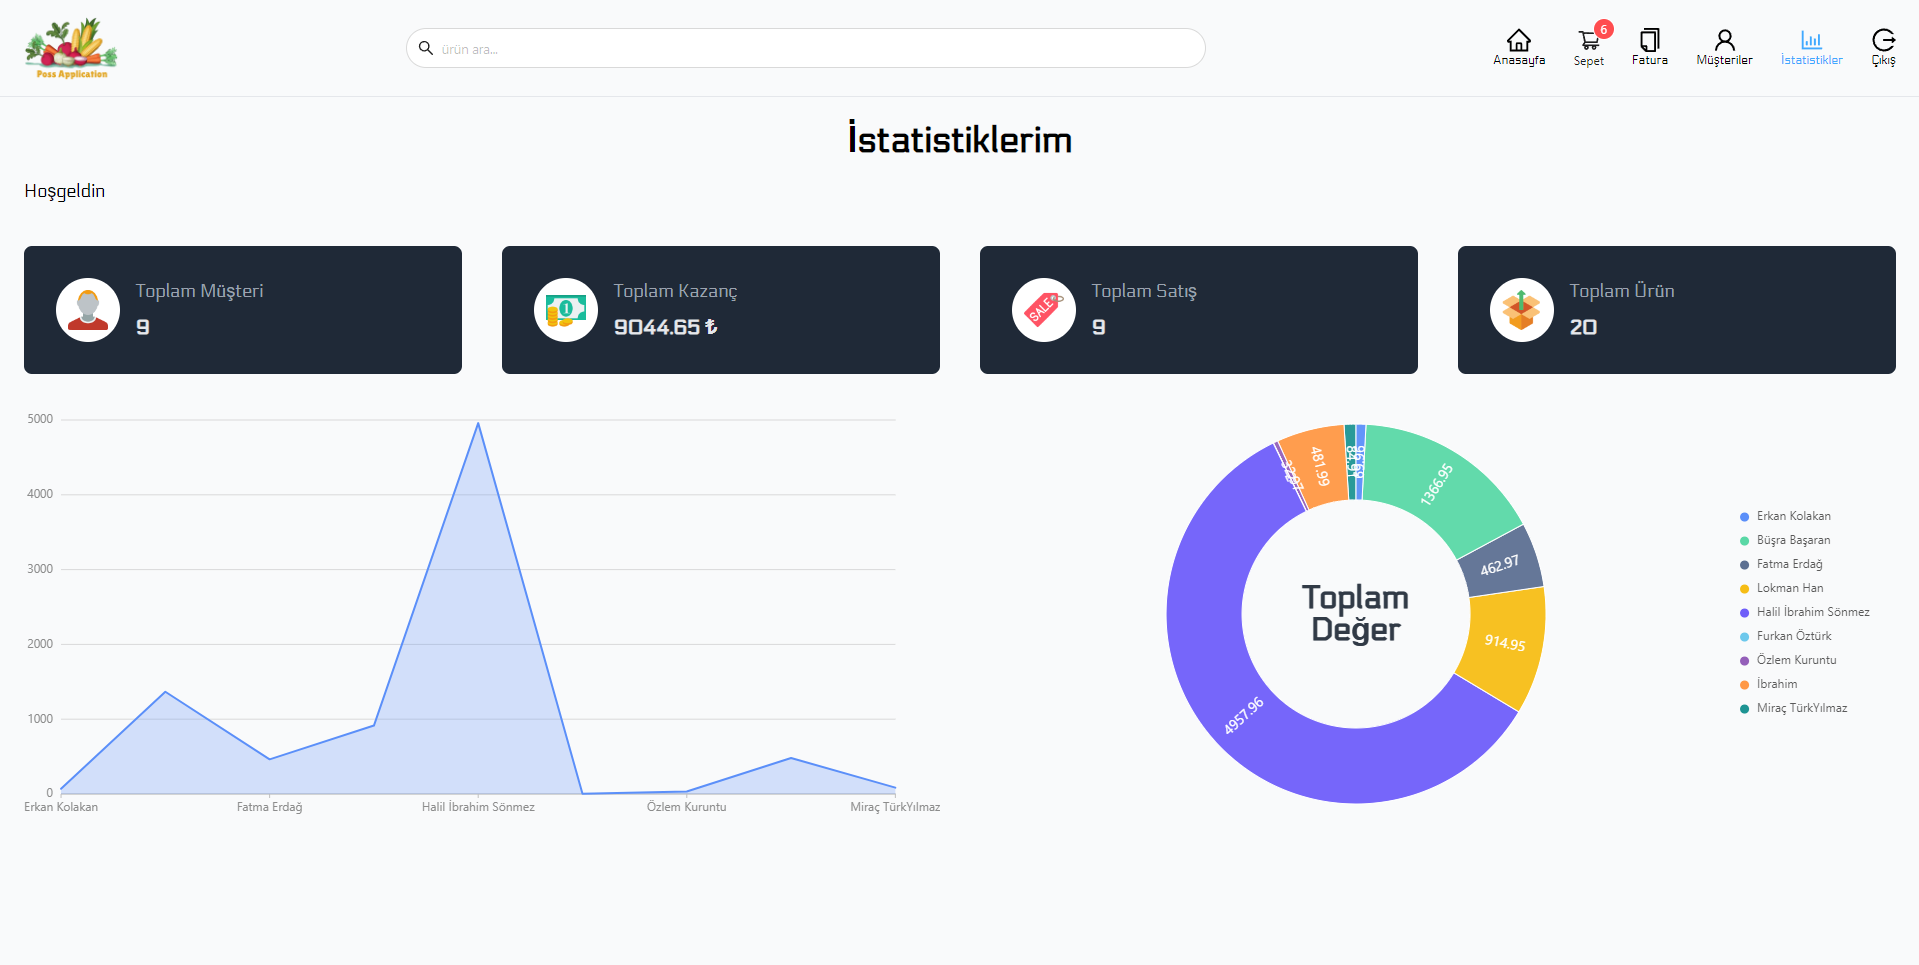 Poss Application
ürün ara...
Anasayfa
6
Sepet
Fatura
Müşteriler
İstatistikler
Çıkış
İstatistiklerim
Hoşgeldin
Toplam Müşteri
9
Toplam Kazanç
9044.65 ₺
Toplam Satış
9
Toplam Ürün
20
SALE
1
5000
4000
3000
2000
1000
0
Erkan Kolakan
Fatma Erdağ
Halil İbrahim Sönmez
Özlem Kuruntu
Miraç TürkYılmaz
481.99
1366.95
462.97
914.95
4957.96
Toplam
Değer
Erkan Kolakan
Büşra Başaran
Fatma Erdağ
Lokman Han
Halil İbrahim Sönmez
Furkan Öztürk
Özlem Kuruntu
İbrahim
Miraç TürkYılmaz